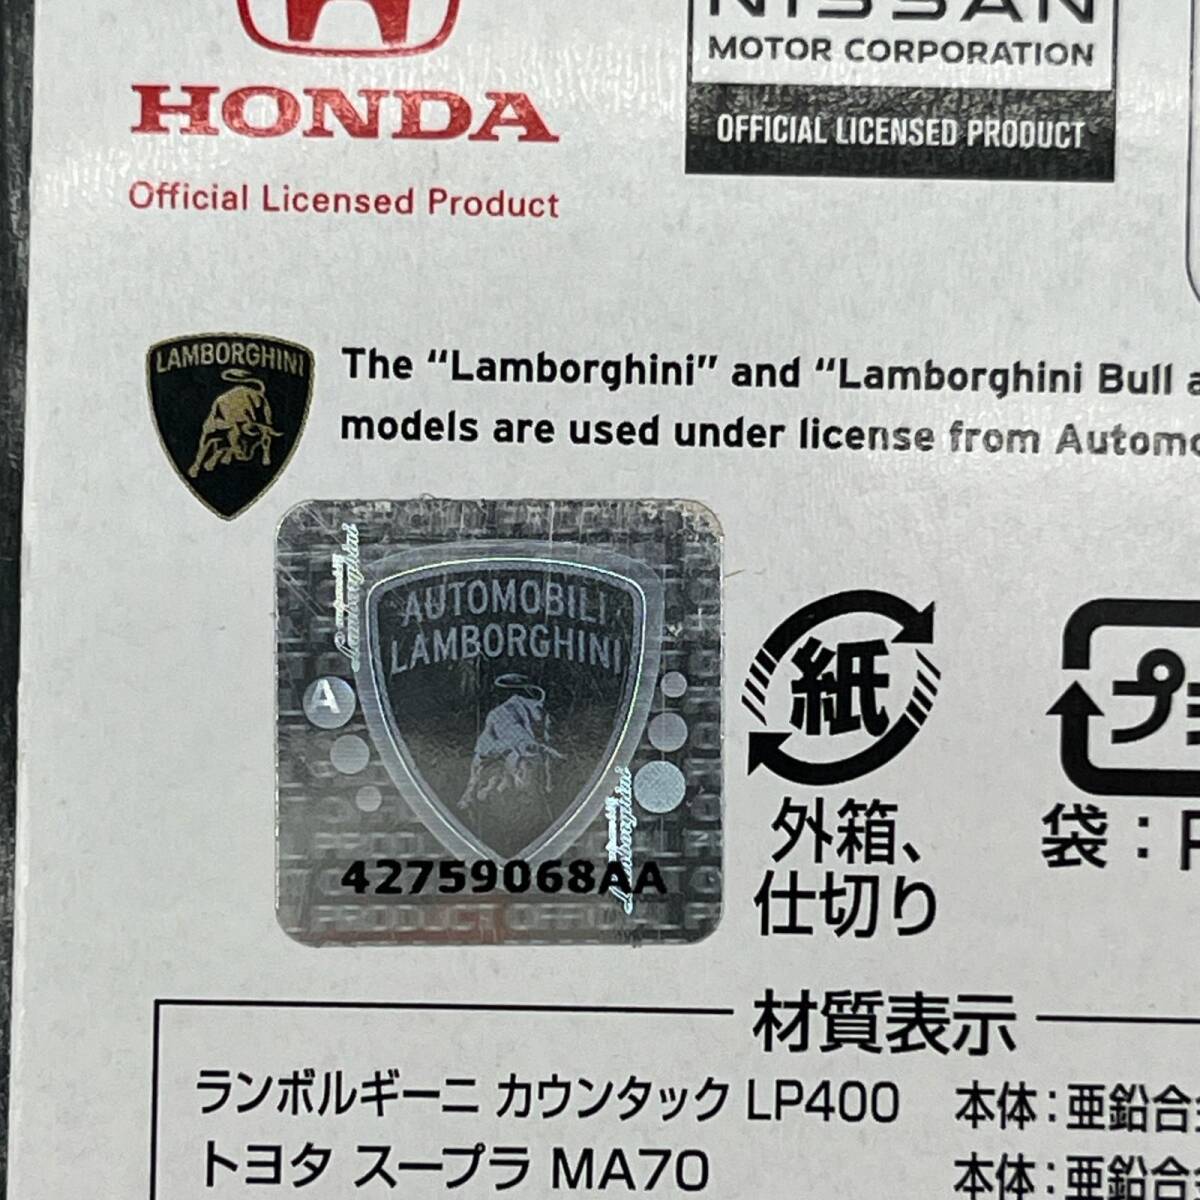 HONDA
Official Licensed Product
NISSAN
MOTOR CORPORATION
OFFICIAL LICENSED PRODUCT
LAMBORGHINI
The “Lamborghini” and “Lamborghini Bull
models are used under license from
AUTOMOBILI
LAMBORGHINI
Lamborghini
A
Lamborghini
42759068AA
PRODUCT
紙
外箱、
仕切り
プ
袋：
材質表示
ランボルギーニ カウンタック LP400 本体：亜鉛合
トヨタ スープラ MA70 本体：亜鉛合